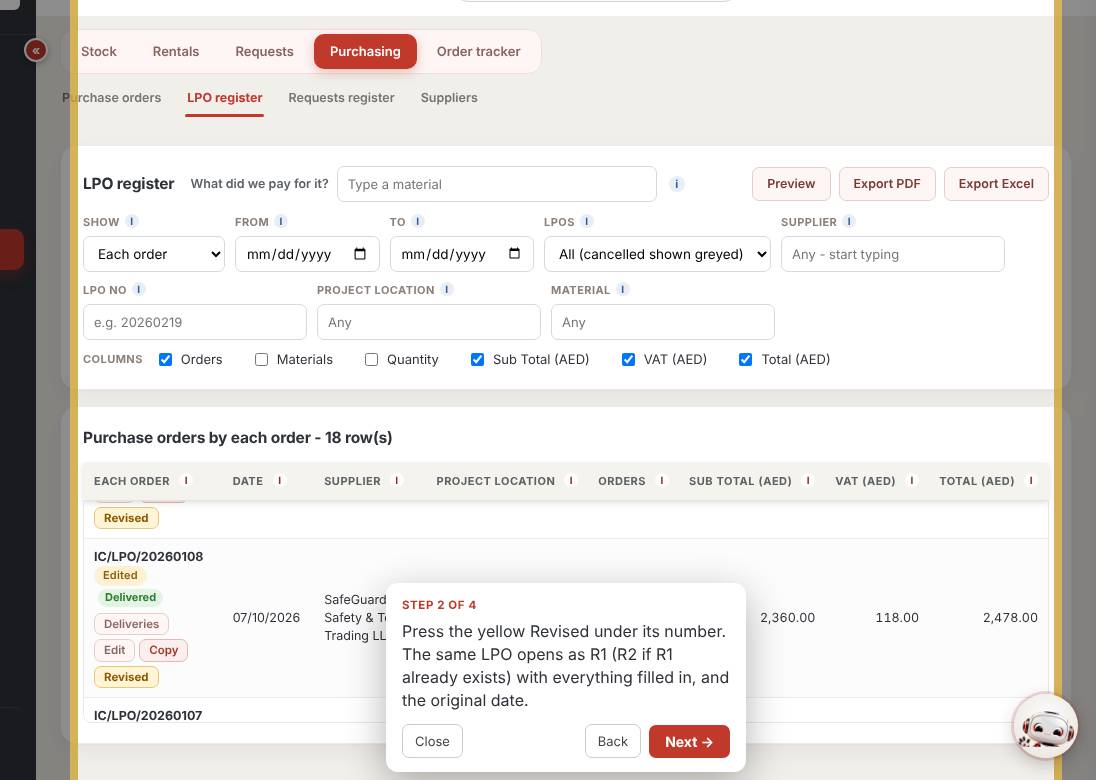 Stock Rentals Requests Purchasing Order tracker
«
Purchase orders LPO register Requests register Suppliers
LPO register What did we pay for it? Type a material i Preview Export PDF Export Excel
SHOW I FROM I TO I LPOS I SUPPLIER I
Each order mm/dd/yyyy mm/dd/yyyy All (cancelled shown greyed) Any - start typing
LPO NO I PROJECT LOCATION I MATERIAL I
e.g. 20260219 Any Any
COLUMNS Orders Materials Quantity Sub Total (AED) VAT (AED) Total (AED)
Purchase orders by each order - 18 row(s)
EACH ORDER I DATE I SUPPLIER I PROJECT LOCATION I ORDERS I SUB TOTAL (AED) I VAT (AED) I TOTAL (AED) I
Revised
IC/LPO/20260108
Edited
Delivered
Deliveries
Edit Copy
Revised
07/10/2026
SafeGuard
Safety &
Trading
2,360.00 118.00 2,478.00
IC/LPO/20260107
STEP 2 OF 4
Press the yellow Revised under its number.
The same LPO opens as R1 (R2 if R1
already exists) with everything filled in, and
the original date.
Close Back Next →